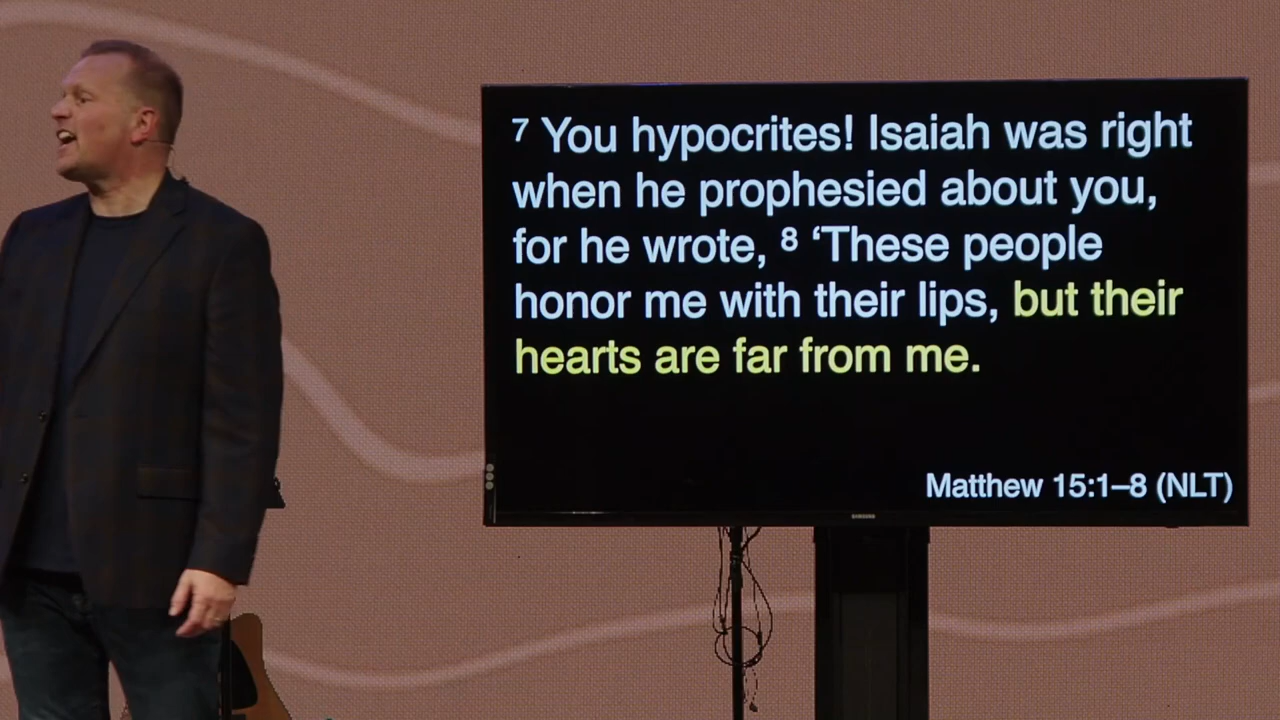 ⁷ You hypocrites! Isaiah was right
when he prophesied about you,
for he wrote, ⁸ ‘These people
honor me with their lips, but their
hearts are far from me.
Matthew 15:1–8 (NLT)